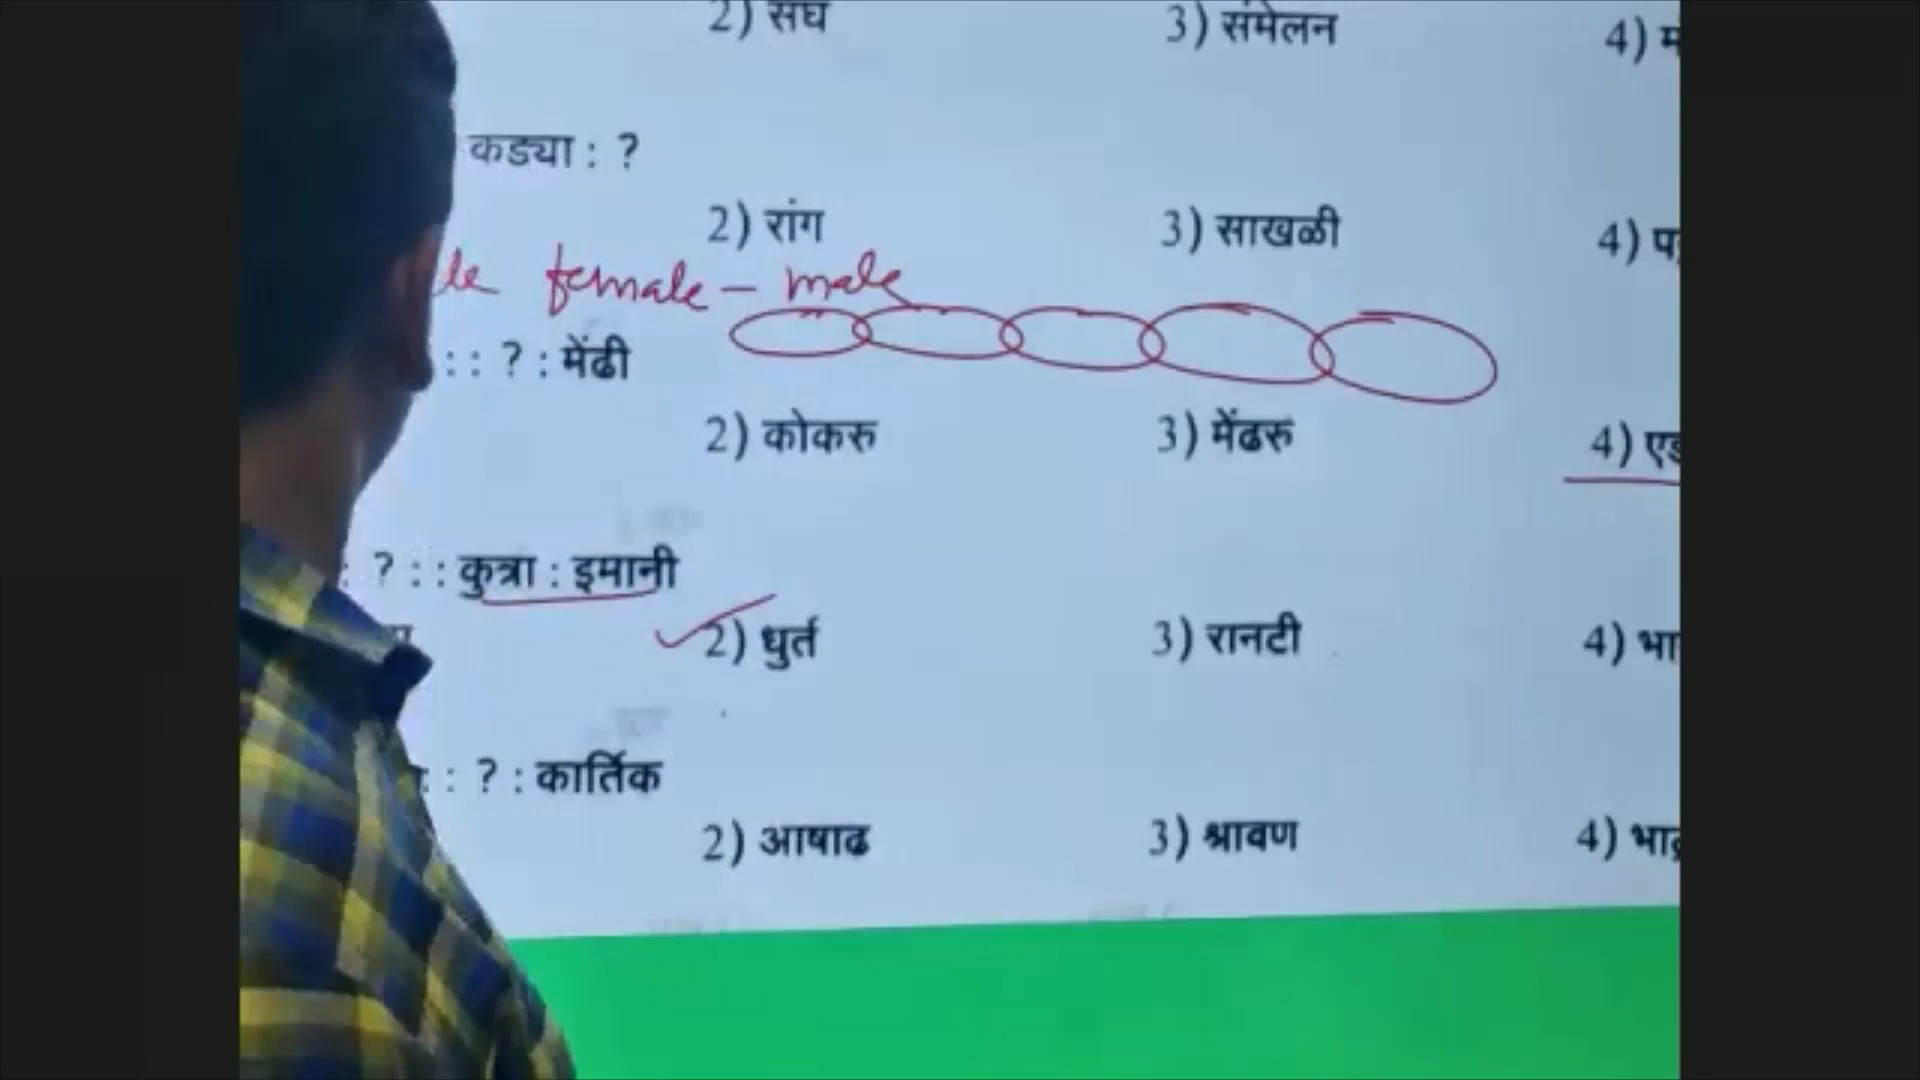 2) संघ 3) संमेलन 4)
कड्या : ?
2) रांग 3) साखळी 4)
female - male
: : ? : मेंढी
2) कोकरु 3) मेंढरु 4)
: ? : : कुत्रा : इमानी
2) धुर्त 3) रानटी 4)
: : ? : कार्तिक
2) आषाढ 3) श्रावण 4)